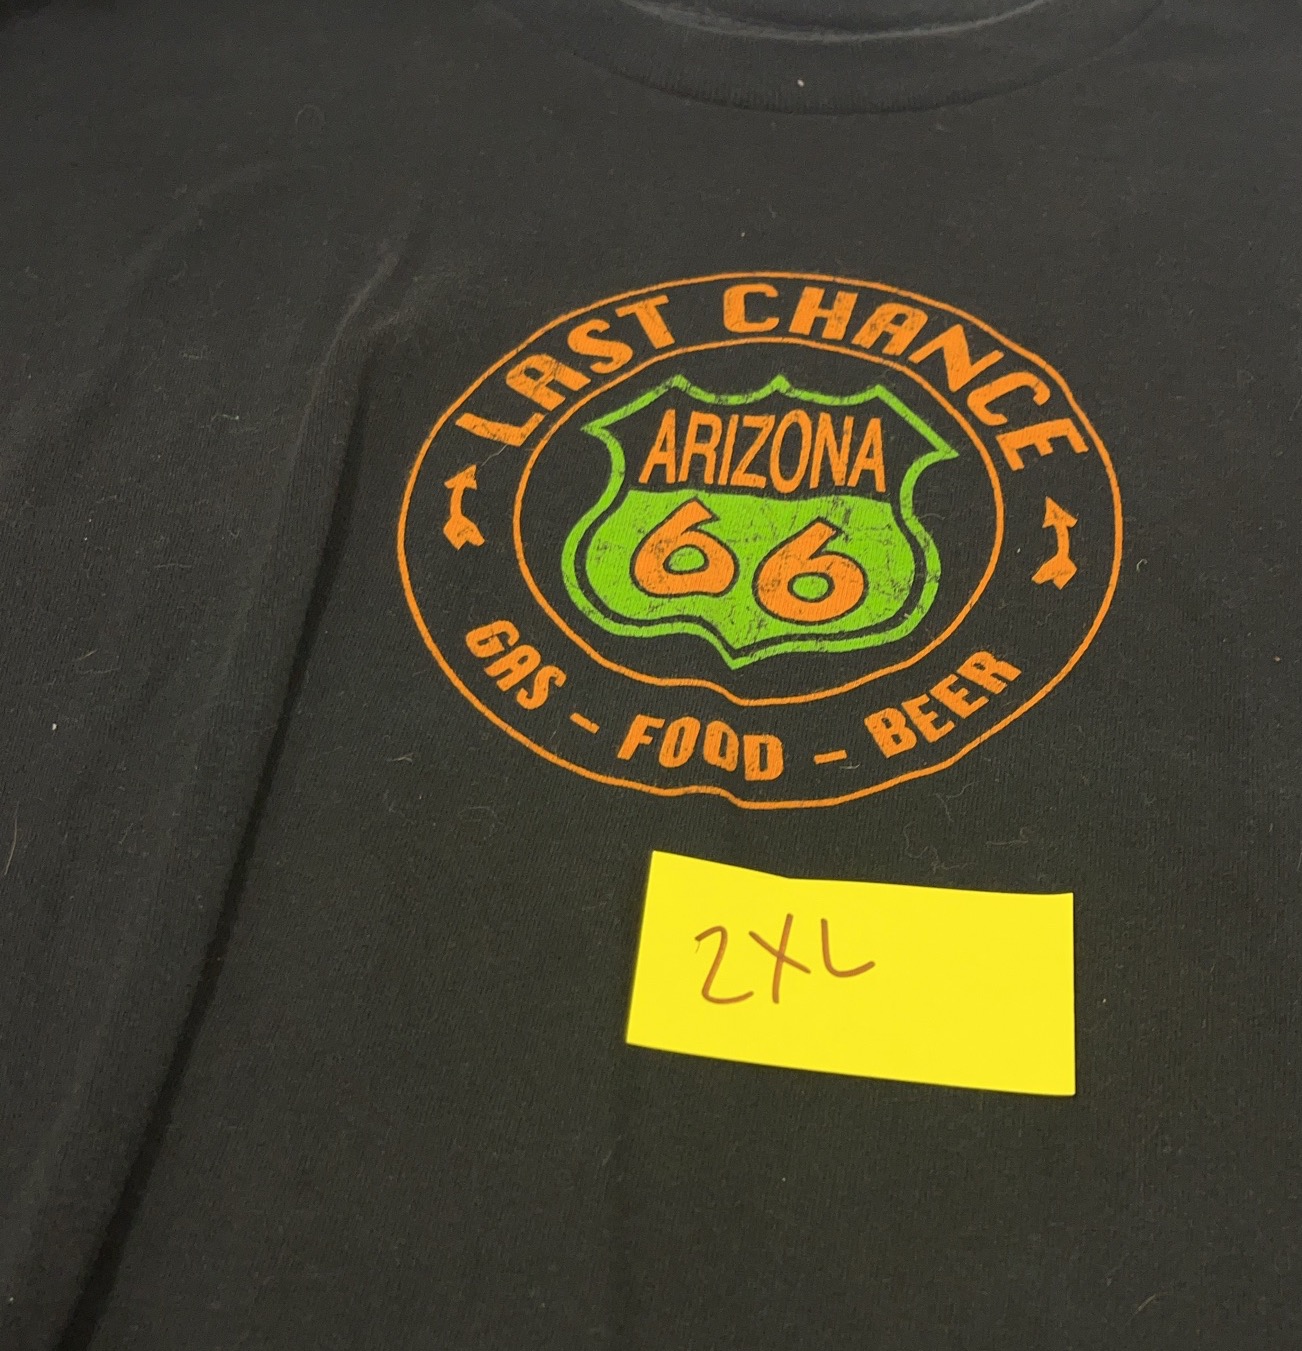 LAST CHANCE
ARIZONA
66
GAS - FOOD - BEER
2XL